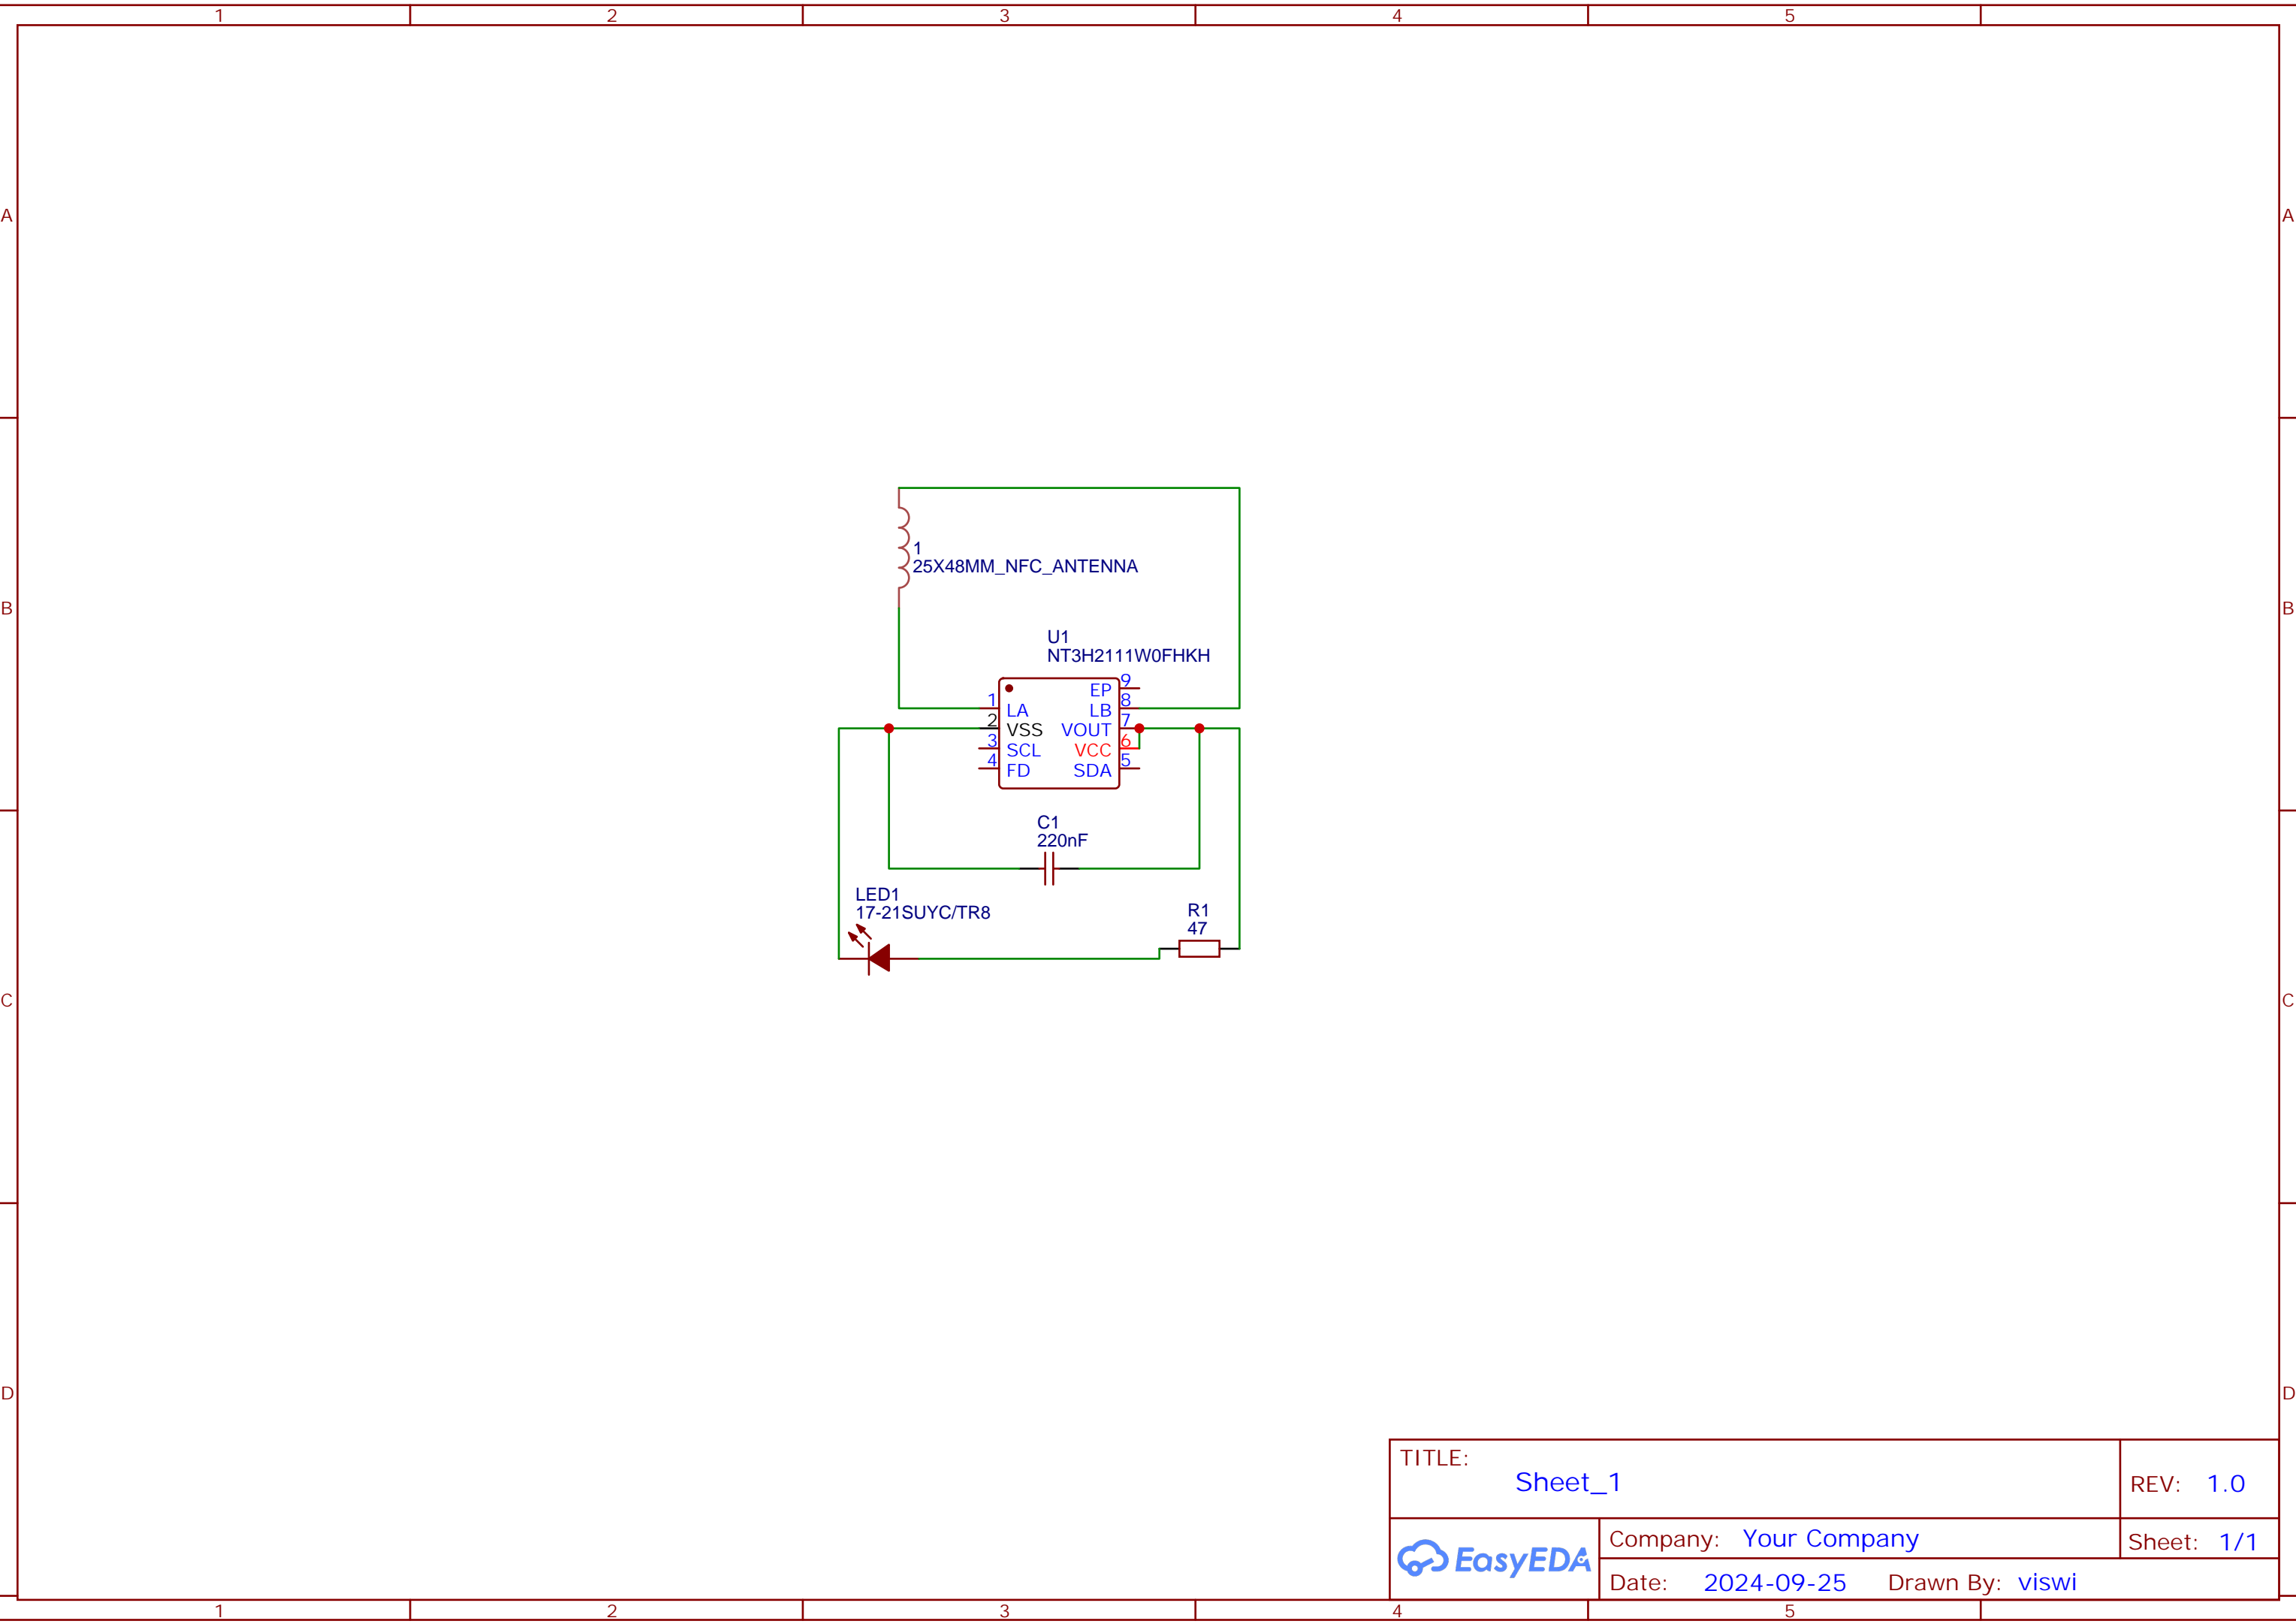 1 2 3 4 5
A A
1
25X48MM_NFC_ANTENNA
B B
U1
NT3H2111W0FHKH
EP 9
1 LA LB 8
2 VSS VOUT 7
3 SCL VCC 6
4 FD SDA 5
C1
220nF
LED1
17-21SUYC/TR8
R1
47
C C
D D
TITLE:
Sheet_1
REV: 1.0
EasyEDA
Company: Your Company
Sheet: 1/1
Date: 2024-09-25 Drawn By: viswi
1 2 3 4 5